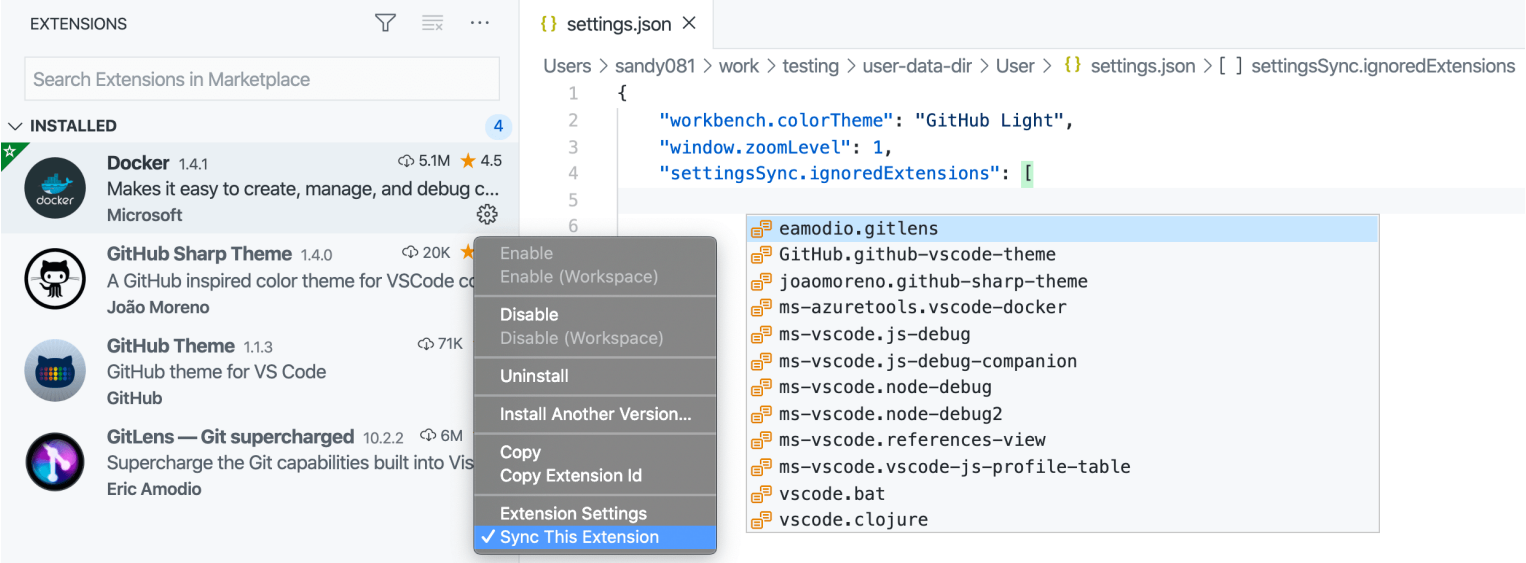 EXTENSIONS
Search Extensions in Marketplace
INSTALLED 4
Docker 1.4.1 5.1M 4.5
Makes it easy to create, manage, and debug c...
Microsoft
docker
GitHub Sharp Theme 1.4.0 20K
A GitHub inspired color theme for VSCode co
João Moreno
GitHub Theme 1.1.3 71K
GitHub theme for VS Code
GitHub
GitLens — Git supercharged 10.2.2 6M
Supercharge the Git capabilities built into Vis
Eric Amodio
Enable
Enable (Workspace)
Disable
Disable (Workspace)
Uninstall
Install Another Version...
Copy
Copy Extension Id
Extension Settings
✓ Sync This Extension
{} settings.json ×
Users > sandy081 > work > testing > user-data-dir > User > {} settings.json > [ ] settingsSync.ignoredExtensions
1 {
2 "workbench.colorTheme": "GitHub Light",
3 "window.zoomLevel": 1,
4 "settingsSync.ignoredExtensions": [
5
6
eamodio.gitlens
GitHub.github-vscode-theme
joaomoreno.github-sharp-theme
ms-azuretools.vscode-docker
ms-vscode.js-debug
ms-vscode.js-debug-companion
ms-vscode.node-debug
ms-vscode.node-debug2
ms-vscode.references-view
ms-vscode.vscode-js-profile-table
vscode.bat
vscode.clojure